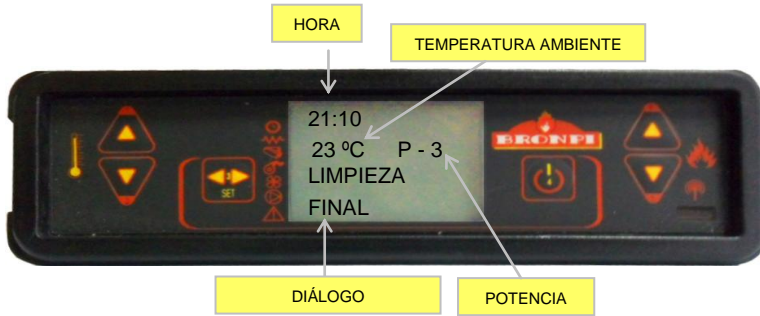 HORA
TEMPERATURA AMBIENTE
21:10
23 ºC P - 3
LIMPIEZA
FINAL
BRONPI
SET
DIÁLOGO
POTENCIA